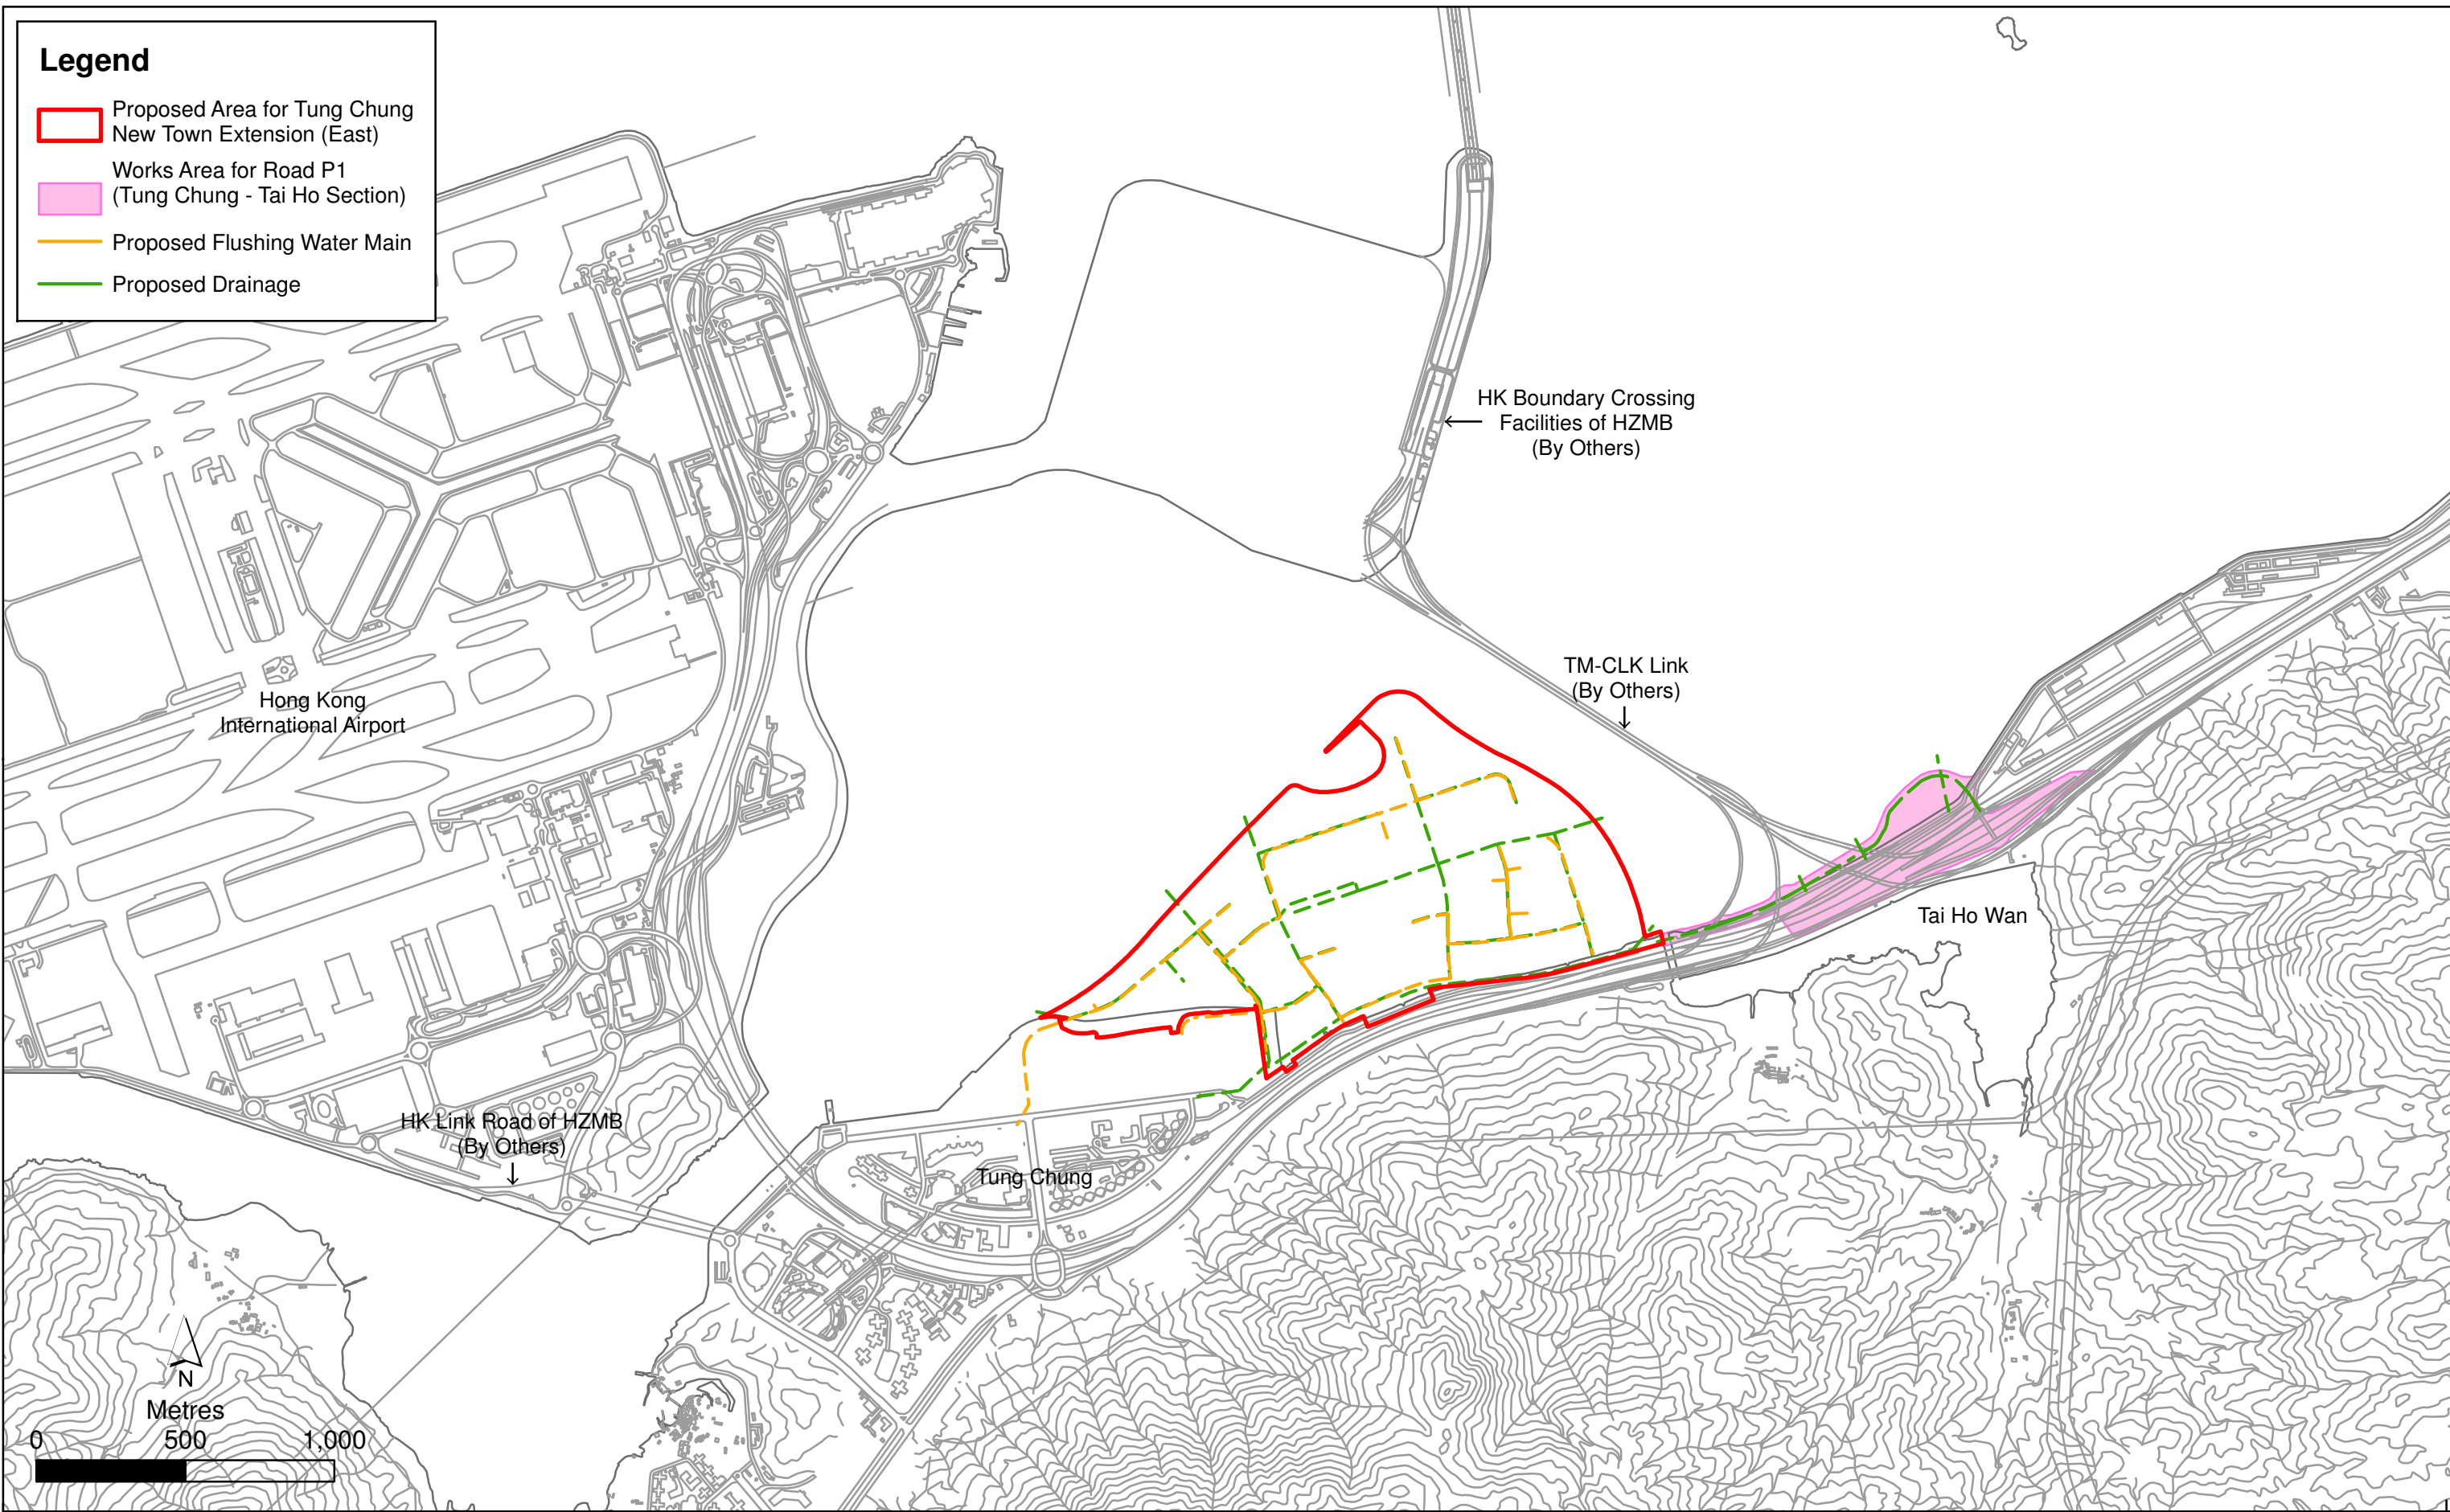 Legend
Proposed Area for Tung Chung
New Town Extension (East)
Works Area for Road P1
(Tung Chung - Tai Ho Section)
Proposed Flushing Water Main
Proposed Drainage
HK Boundary Crossing
Facilities of HZMB
(By Others)
TM-CLK Link
(By Others)
Hong Kong
International Airport
Tai Ho Wan
HK Link Road of HZMB
(By Others)
Tung Chung
N
Metres
0 500 1,000